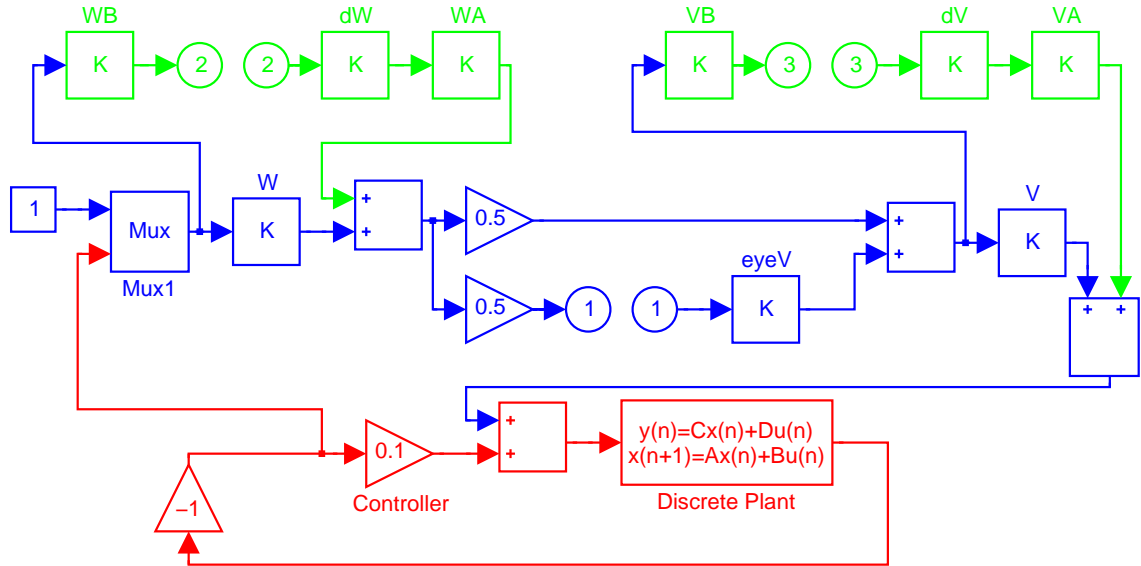 WB dW WA VB dV VA
K 2 2 K K K 3 3 K K
W V
1 Mux K + + 0.5 + + K
Mux1 eyeV
0.5 1 1 K + +
+ + y(n)=Cx(n)+Du(n)
0.1 x(n+1)=Ax(n)+Bu(n)
Controller Discrete Plant
–1